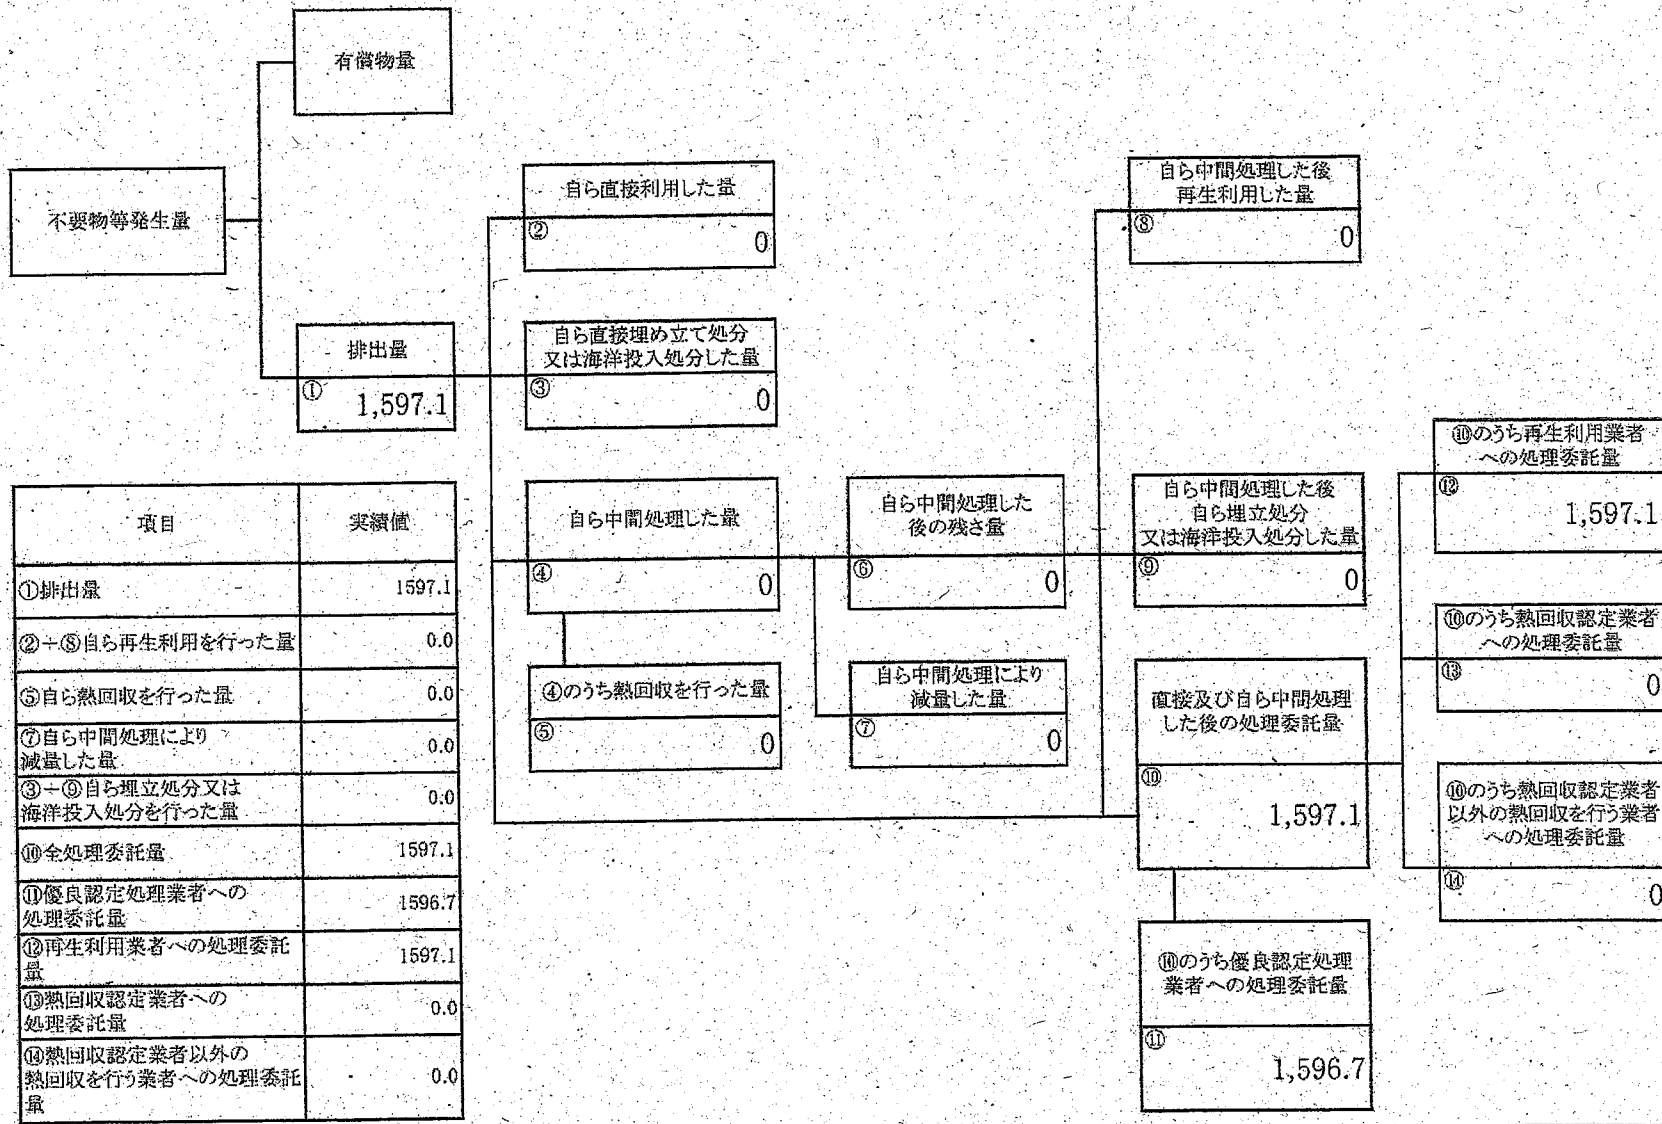 有償物量
不要物等発生量
排出量
①
1,597.1
自ら直接利用した量
②
0
自ら直接埋め立て処分
又は海洋投入処分した量
③
0
自ら中間処理した量
④
0
④のうち熱回収を行った量
⑤
0
自ら中間処理した
後の残さ量
⑥
0
自ら中間処理により
減量した量
⑦
0
自ら中間処理した後
再生利用した量
⑧
0
自ら中間処理した後
自ら埋立処分
又は海洋投入処分した量
⑨
0
直接及び自ら中間処理
した後の処理委託量
⑩
1,597.1
⑩のうち優良認定処理
業者への処理委託量
⑪
1,596.7
⑩のうち再生利用業者
への処理委託量
⑫
1,597.1
⑩のうち熱回収認定業者
への処理委託量
⑬
0
⑩のうち熱回収認定業者
以外の熱回収を行う業者
への処理委託量
⑭
0
項目 実績値
①排出量 1597.1
②+⑧自ら再生利用を行った量 0.0
⑤自ら熱回収を行った量 0.0
⑦自ら中間処理により
減量した量 0.0
③+⑨自ら埋立処分又は
海洋投入処分を行った量 0.0
⑩全処理委託量 1597.1
⑪優良認定処理業者への
処理委託量 1596.7
⑫再生利用業者への処理委託
量 1597.1
⑬熱回収認定業者への
処理委託量 0.0
⑭熱回収認定業者以外の
熱回収を行う業者への処理委託
量 0.0